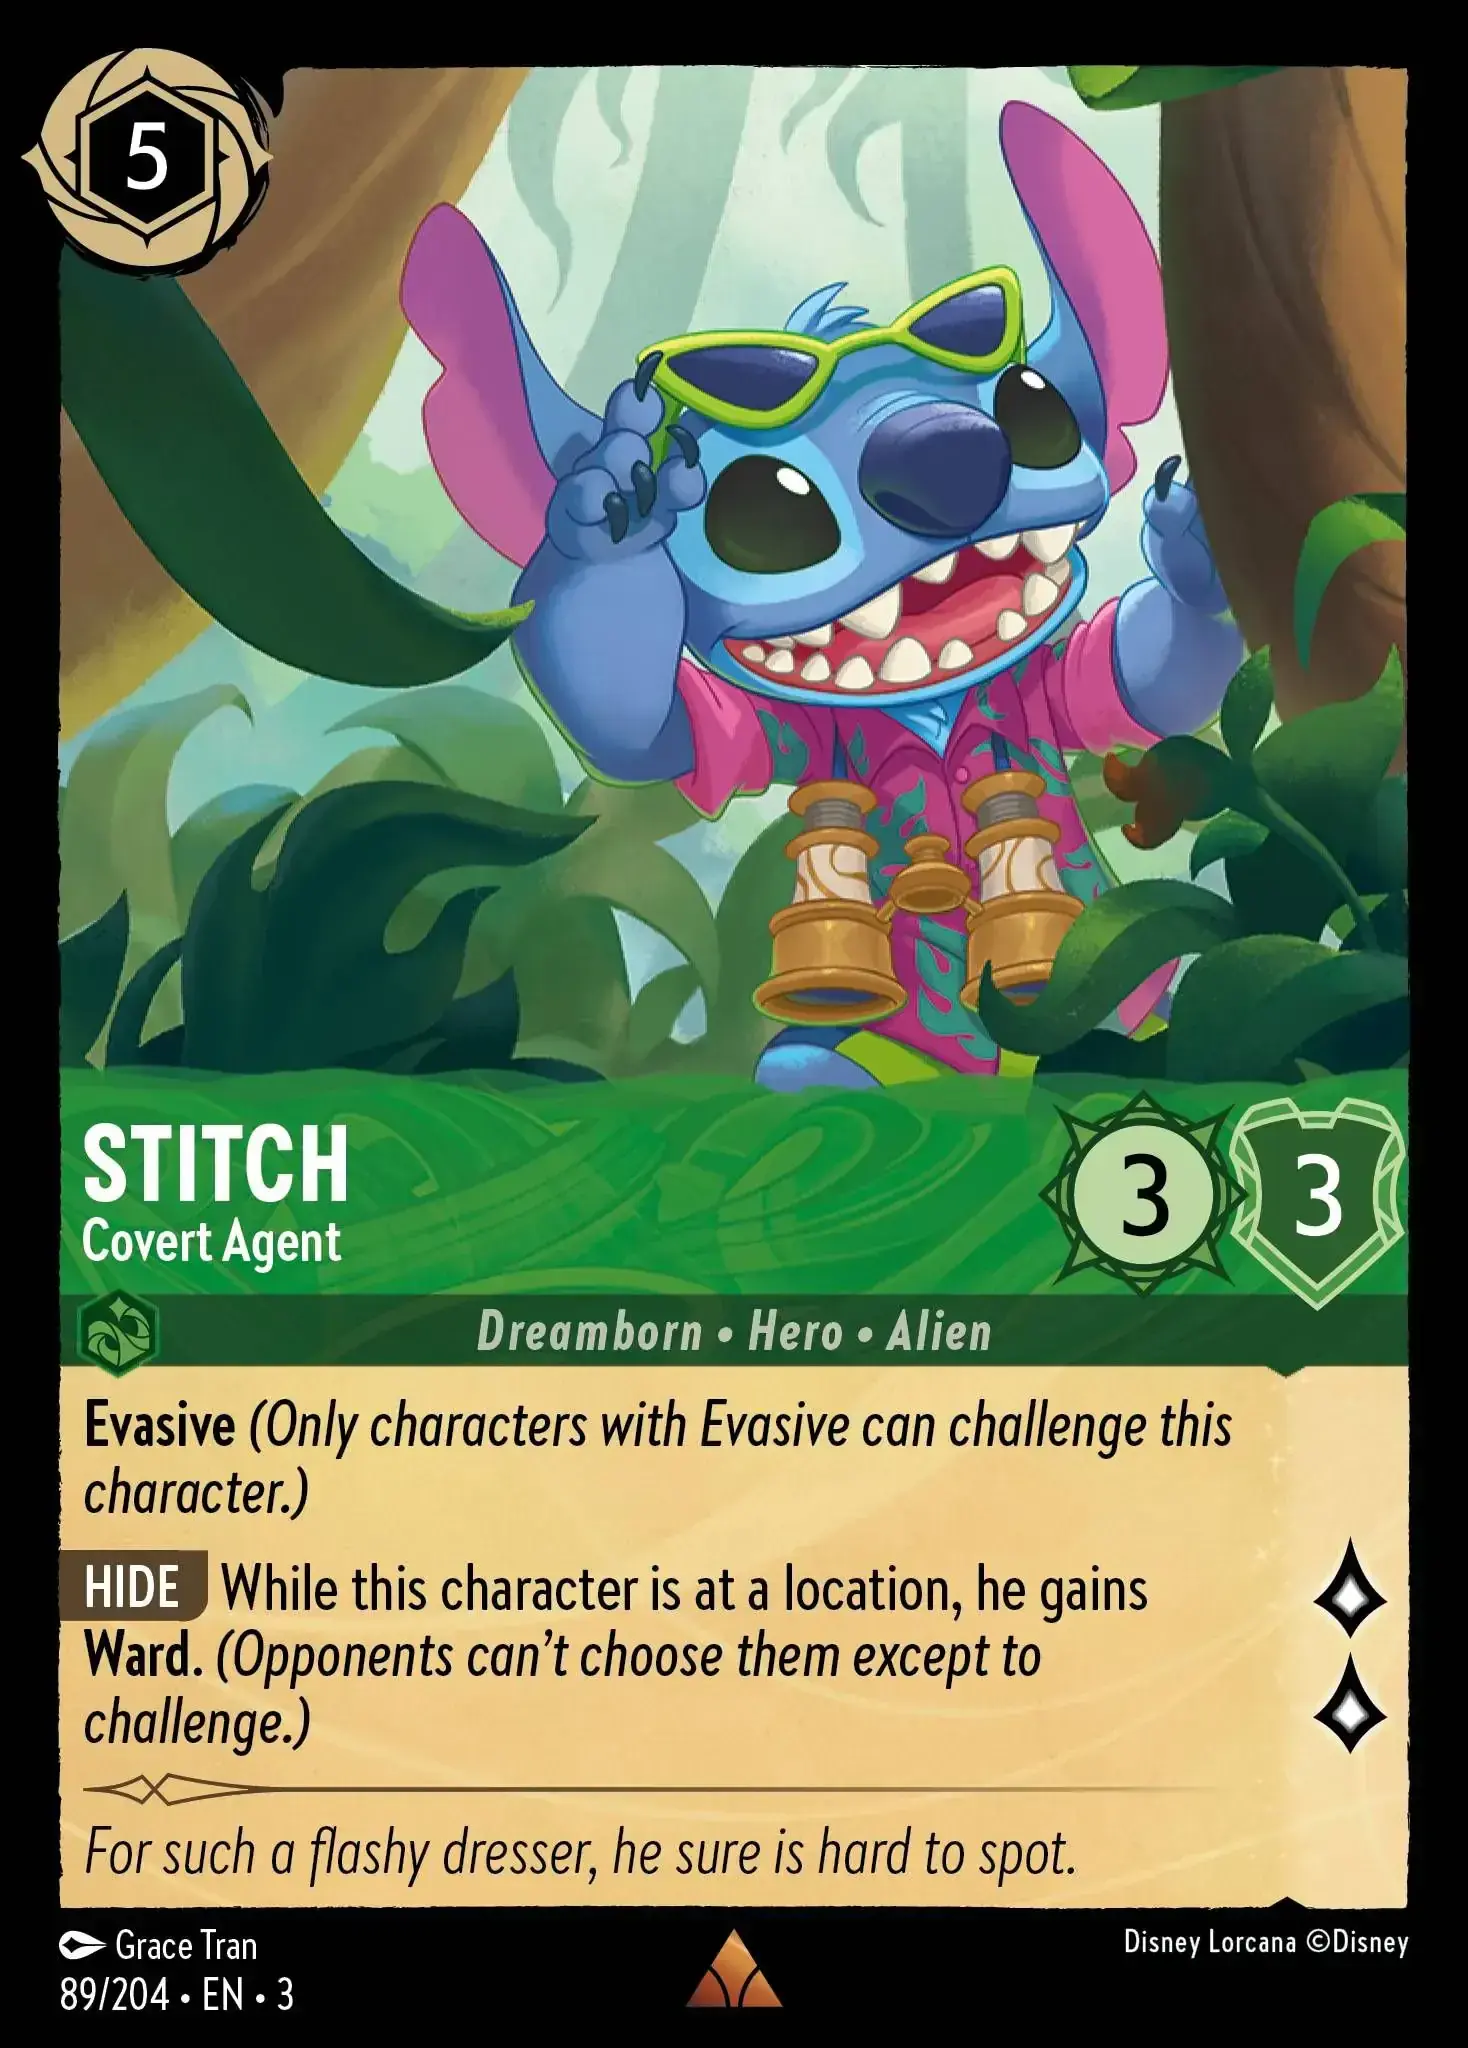 5
STITCH
Covert Agent
3
3
Dreamborn • Hero • Alien
Evasive (Only characters with Evasive can challenge this
character.)
HIDE While this character is at a location, he gains
Ward. (Opponents can't choose them except to
challenge.)
For such a flashy dresser, he sure is hard to spot.
Grace Tran
Disney Lorcana ©Disney
89/204 • EN • 3